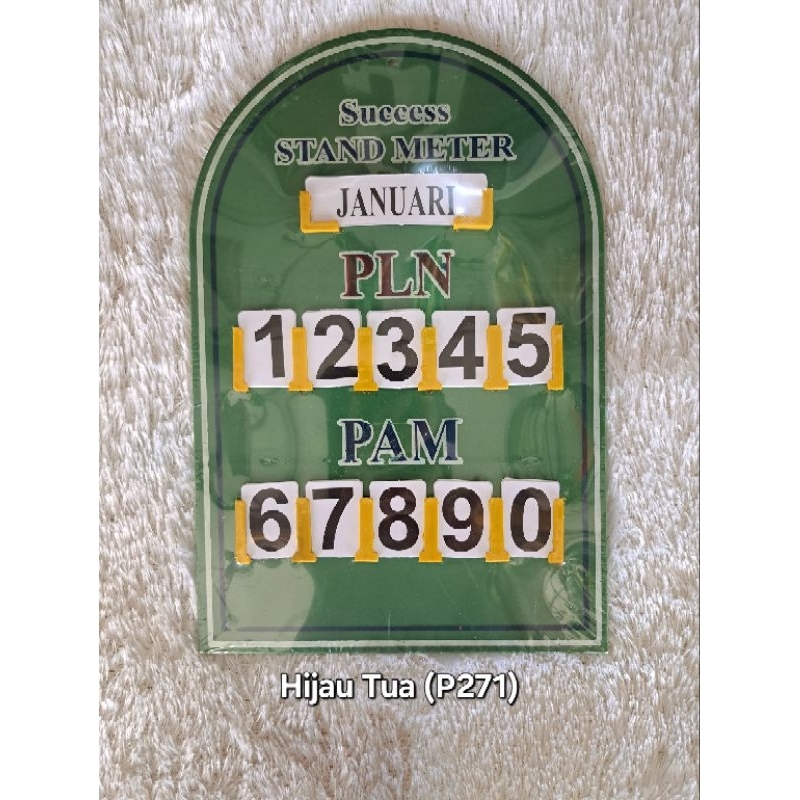 Success
STAND METER
JANUARI
PLN
12345
PAM
67890
Hijau Tua (P271)